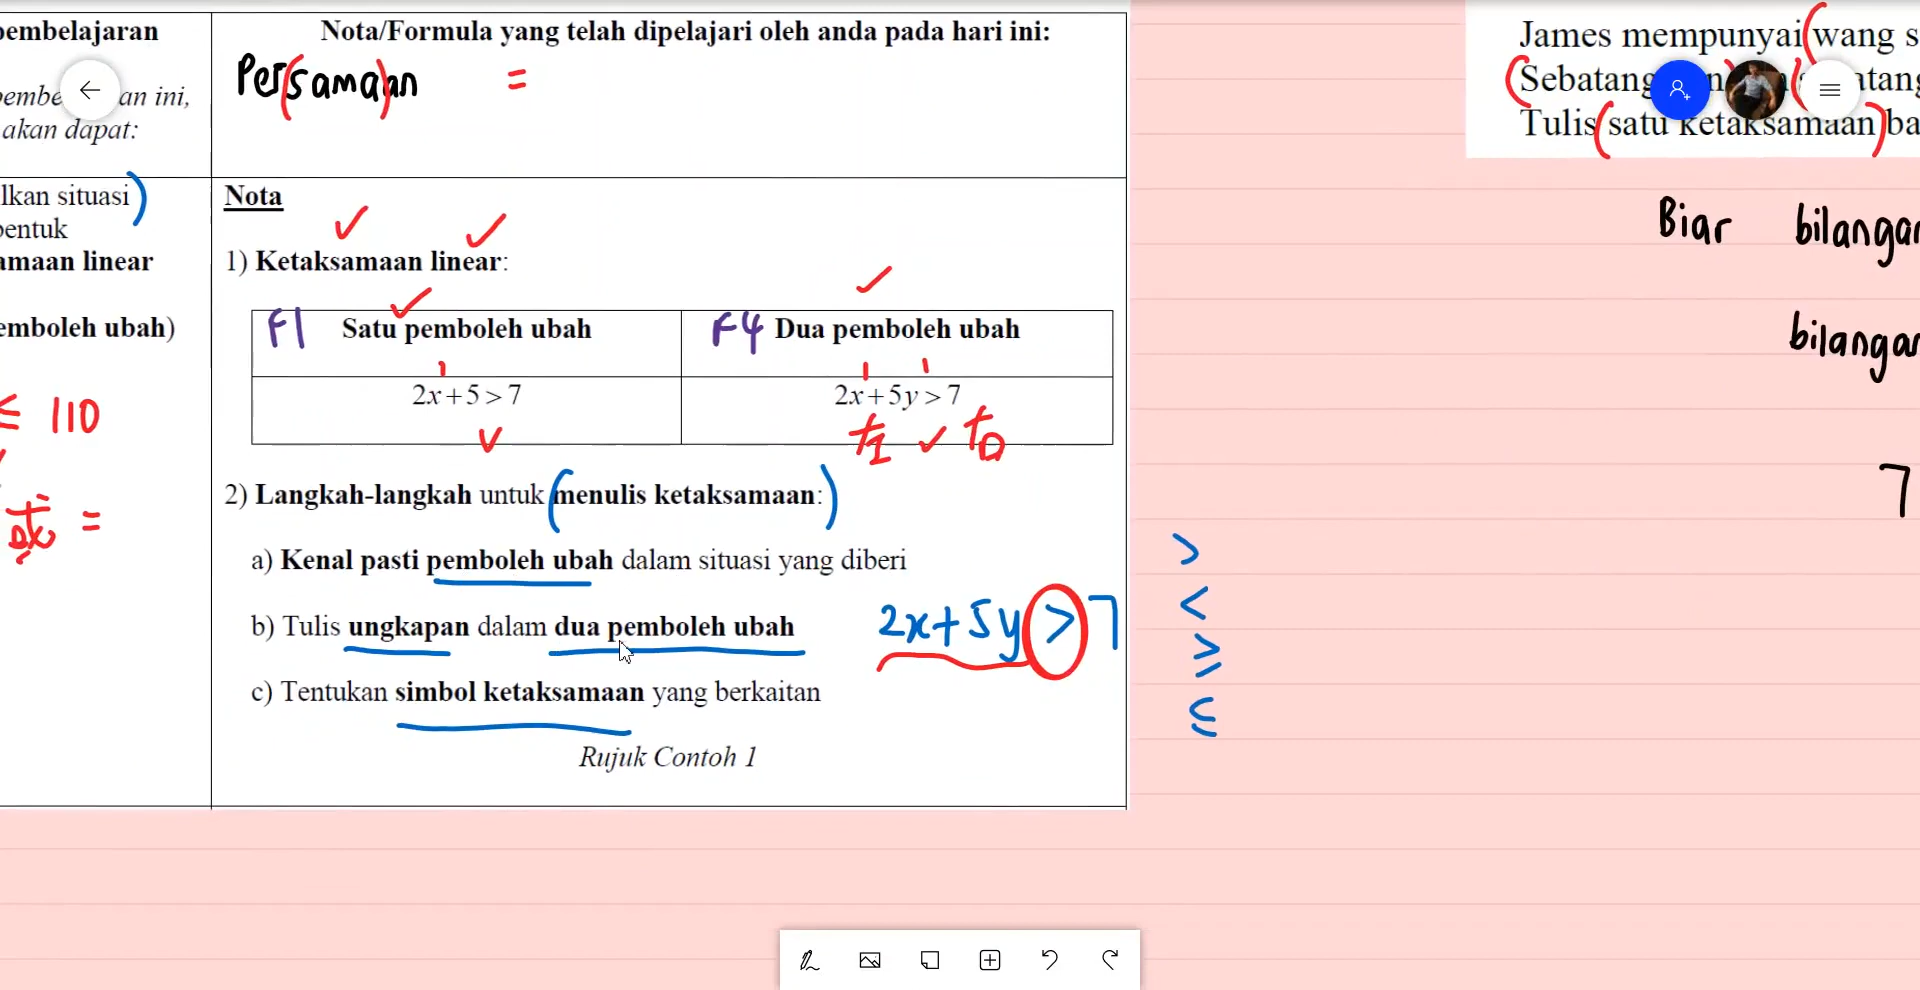 pembelajaran
akan dapat:
lkan situasi)
bentuk
amaan linear
emboleh ubah)
≤ 110
=
Nota/Formula yang telah dipelajari oleh anda pada hari ini:
Per(samaa)n =
Nota
1) Ketaksamaan linear:
F1 Satu pemboleh ubah
F4 Dua pemboleh ubah
2x+5>7
2x+5y>7
2) Langkah-langkah untuk (menulis ketaksamaan:)
a) Kenal pasti pemboleh ubah dalam situasi yang diberi
b) Tulis ungkapan dalam dua pemboleh ubah
2x+5y>7
c) Tentukan simbol ketaksamaan yang berkaitan
Rujuk Contoh 1
>
<
≥
≤
James mempunyai (wang s
(Sebatang
Tulis (satu ketaksamaan) ba
Biar bilangan
bilangan
7